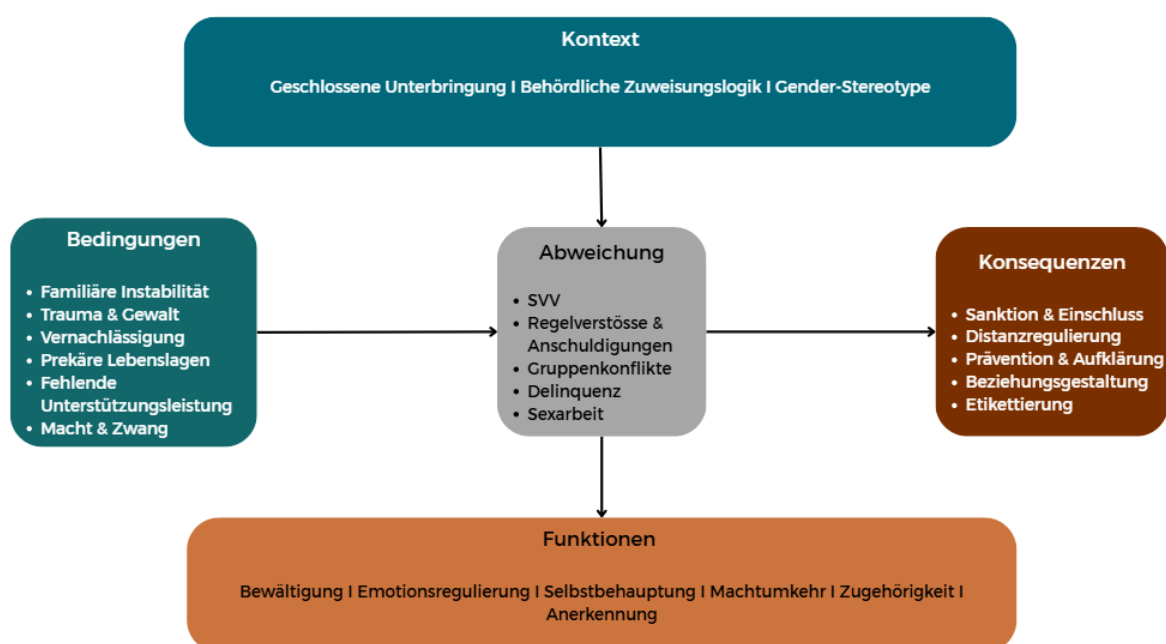 Kontext
Geschlossene Unterbringung I Behördliche Zuweisungslogik I Gender-Stereotype
Bedingungen
• Familiäre Instabilität
• Trauma & Gewalt
• Vernachlässigung
• Prekäre Lebenslagen
• Fehlende
Unterstützungsleistung
• Macht & Zwang
Abweichung
• SVV
• Regelverstösse &
Anschuldigungen
• Gruppenkonflikte
• Delinquenz
• Sexarbeit
Konsequenzen
• Sanktion & Einschluss
• Distanzregulierung
• Prävention & Aufklärung
• Beziehungsgestaltung
• Etikettierung
Funktionen
Bewältigung I Emotionsregulierung I Selbstbehauptung I Machtumkehr I Zugehörigkeit I
Anerkennung